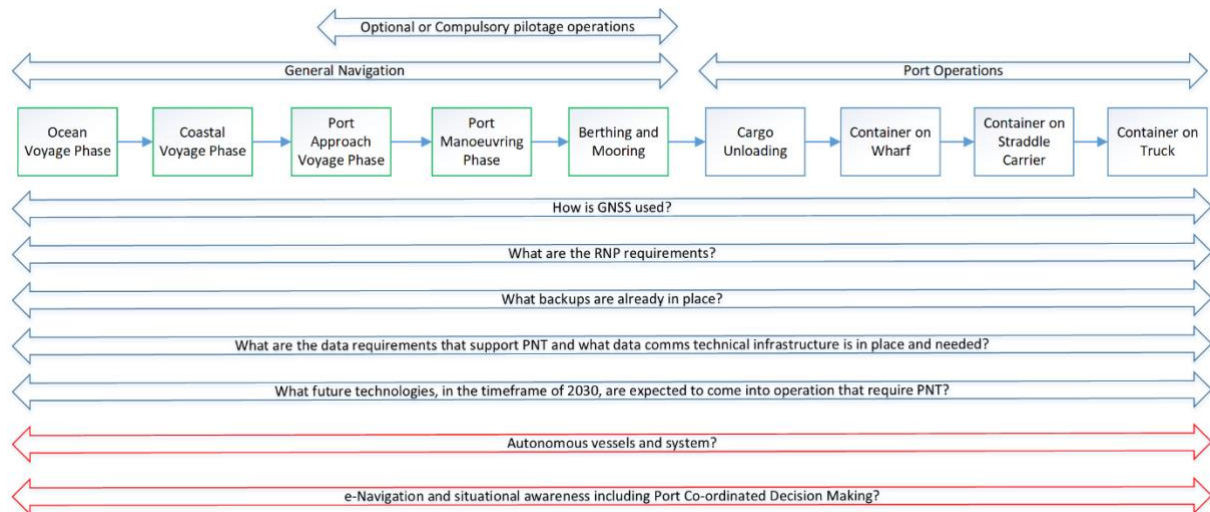 Optional or Compulsory pilotage operations
General Navigation
Port Operations
Ocean
Voyage Phase
Coastal
Voyage Phase
Port
Approach
Voyage Phase
Port
Manoeuvring
Phase
Berthing and
Mooring
Cargo
Unloading
Container on
Wharf
Container on
Straddle
Carrier
Container on
Truck
How is GNSS used?
What are the RNP requirements?
What backups are already in place?
What are the data requirements that support PNT and what data comms technical infrastructure is in place and needed?
What future technologies, in the timeframe of 2030, are expected to come into operation that require PNT?
Autonomous vessels and system?
e-Navigation and situational awareness including Port Co-ordinated Decision Making?